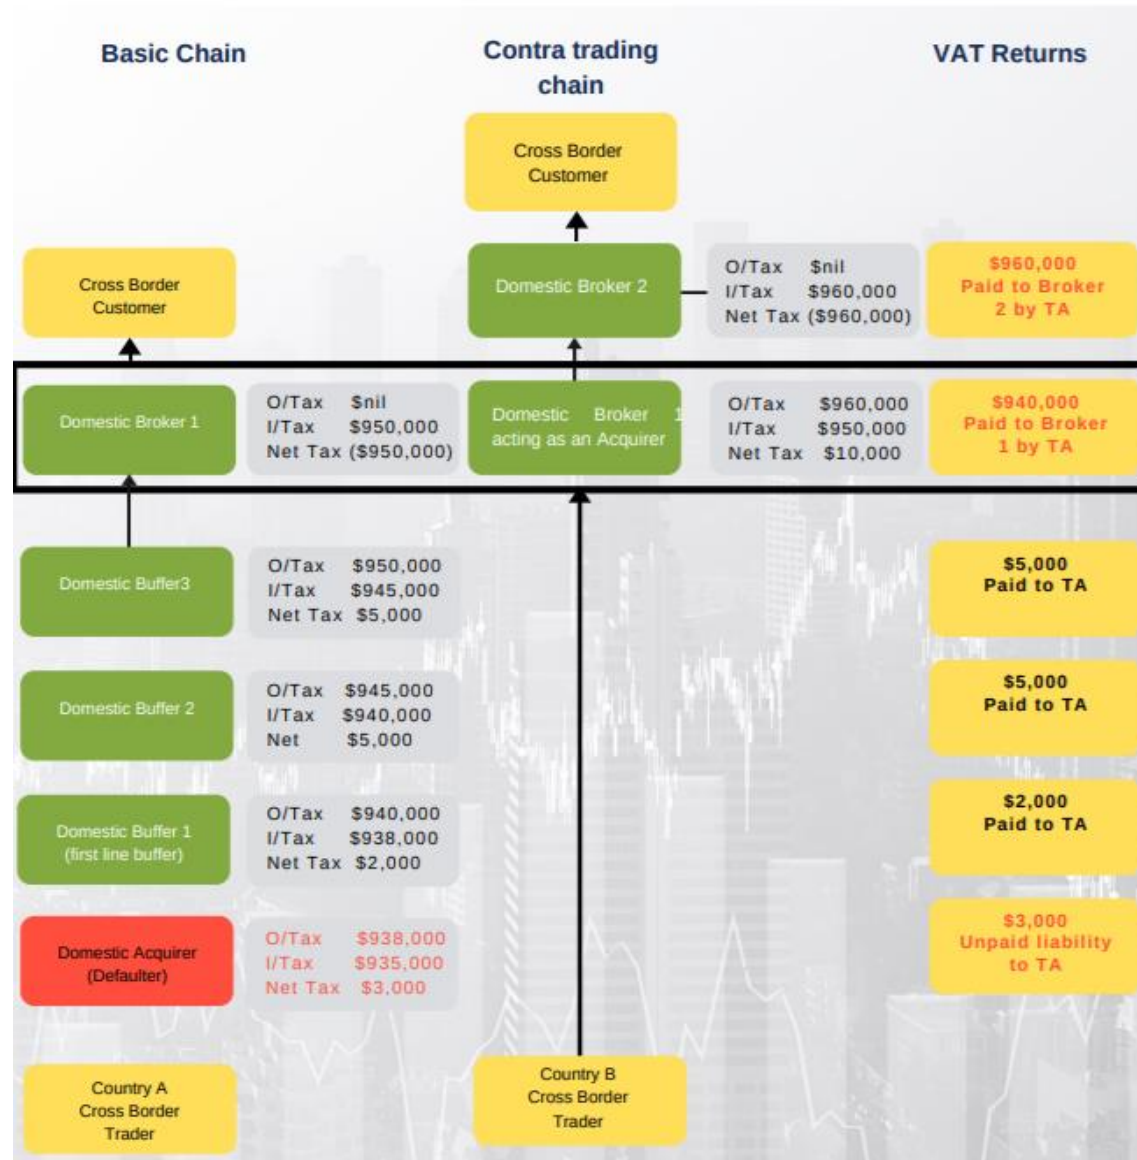 Basic Chain
Contra trading
chain
VAT Returns
Cross Border
Customer
Cross Border
Customer
Domestic Broker 2
O/Tax $nil
I/Tax $960,000
Net Tax ($960,000)
$960,000
Paid to Broker
2 by TA
Domestic Broker 1
O/Tax $nil
I/Tax $950,000
Net Tax ($950,000)
Domestic Broker 1
acting as an Acquirer
O/Tax $960,000
I/Tax $950,000
Net Tax $10,000
$940,000
Paid to Broker
1 by TA
Domestic Buffer3
O/Tax $950,000
I/Tax $945,000
Net Tax $5,000
$5,000
Paid to TA
Domestic Buffer 2
O/Tax $945,000
I/Tax $940,000
Net $5,000
$5,000
Paid to TA
Domestic Buffer 1
(first line buffer)
O/Tax $940,000
I/Tax $938,000
Net Tax $2,000
$2,000
Paid to TA
Domestic Acquirer
(Defaulter)
O/Tax $938,000
I/Tax $935,000
Net Tax $3,000
$3,000
Unpaid liability
to TA
Country A
Cross Border
Trader
Country B
Cross Border
Trader